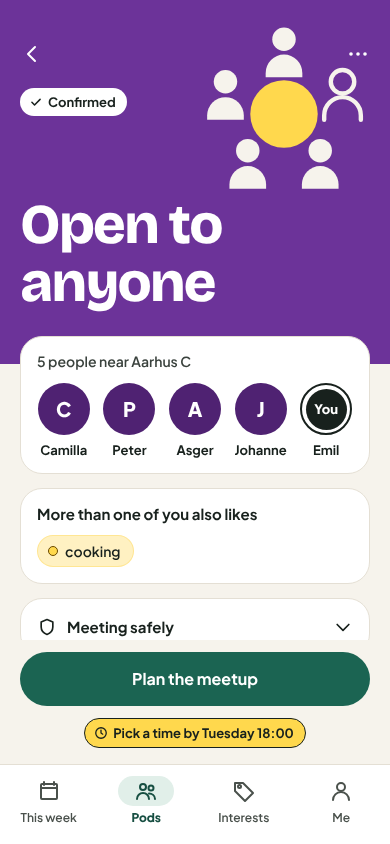 Confirmed
Open to
anyone
5 people near Aarhus C
C P A J You
Camilla Peter Asger Johanne Emil
More than one of you also likes
cooking
Meeting safely
Plan the meetup
Pick a time by Tuesday 18:00
This week Pods Interests Me